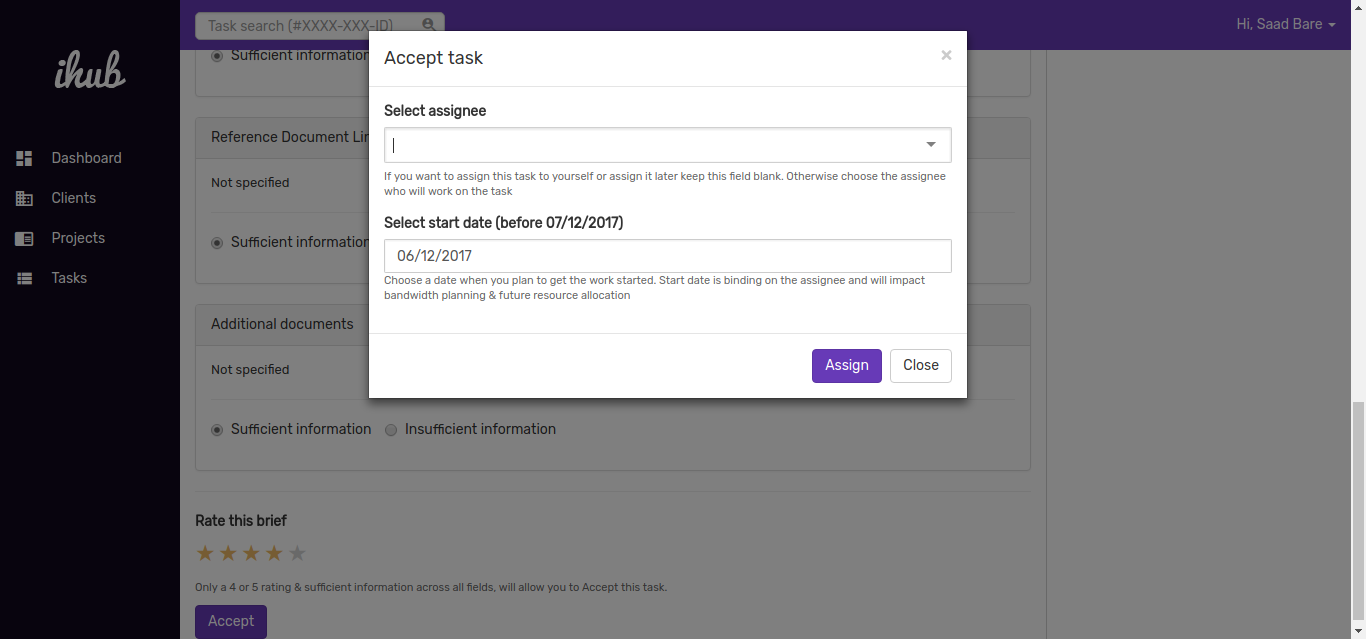 Task search (#XXXX-XXX-ID)
Hi, Saad Bare
ihub
Dashboard
Clients
Projects
Tasks
Sufficient information
Reference Document Li
Not specified
Sufficient information
Additional documents
Not specified
Sufficient information Insufficient information
Rate this brief
Only a 4 or 5 rating & sufficient information across all fields, will allow you to Accept this task.
Accept
Accept task
×
Select assignee
If you want to assign this task to yourself or assign it later keep this field blank. Otherwise choose the assignee
who will work on the task
Select start date (before 07/12/2017)
06/12/2017
Choose a date when you plan to get the work started. Start date is binding on the assignee and will impact
bandwidth planning & future resource allocation
Assign Close